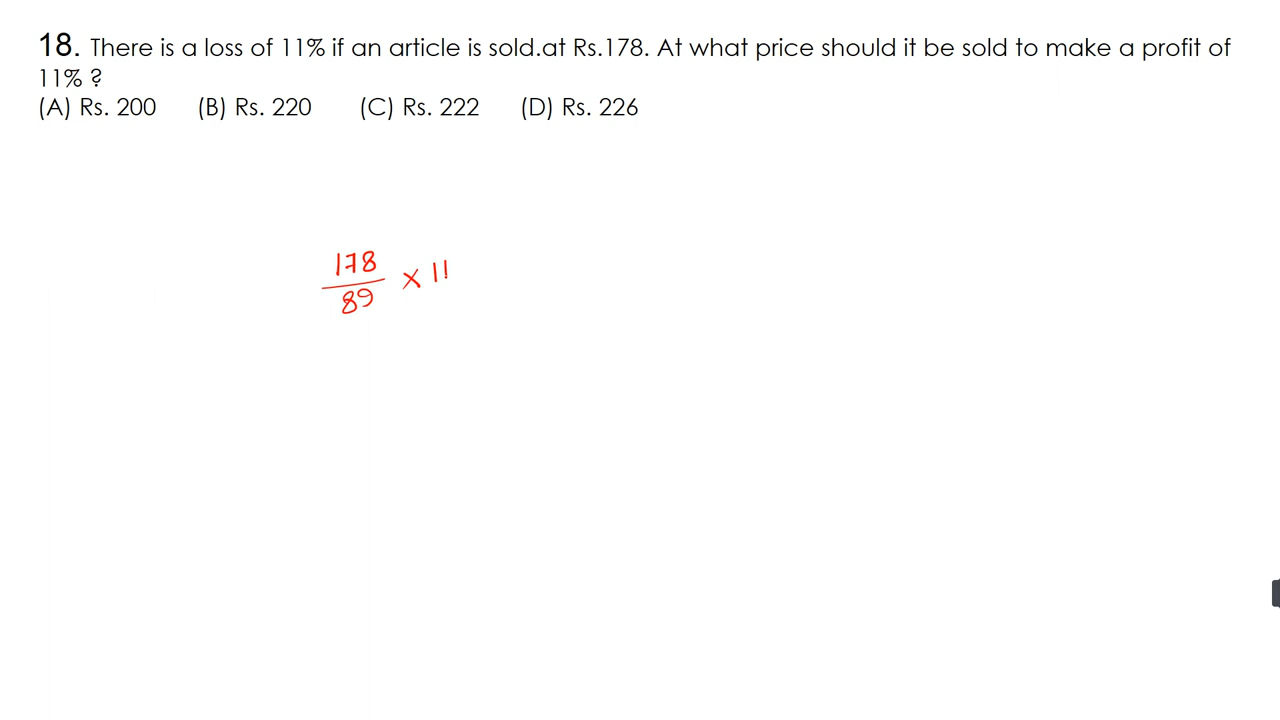 18. There is a loss of 11% if an article is sold.at Rs.178. At what price should it be sold to make a profit of
11% ?
(A) Rs. 200 (B) Rs. 220 (C) Rs. 222 (D) Rs. 226
178
89
× 11